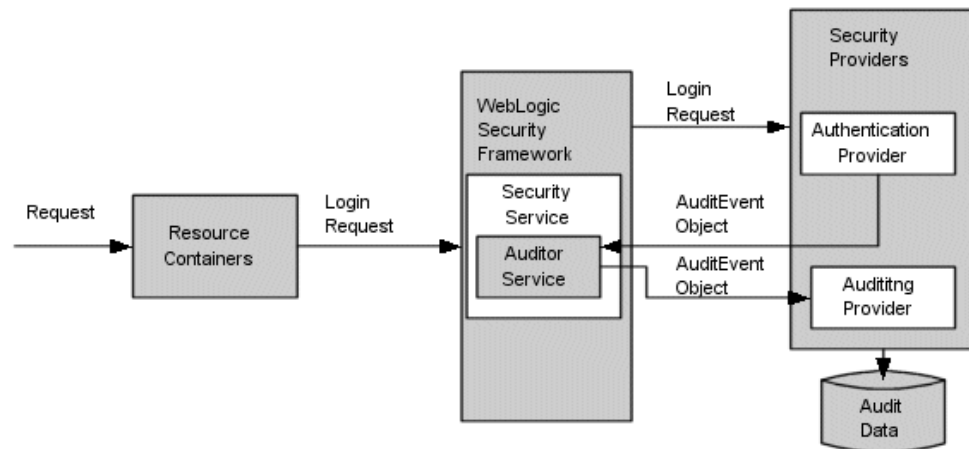 Request
Resource
Containers
Login
Request
WebLogic
Security
Framework
Security
Service
Auditor
Service
Login
Request
AuditEvent
Object
AuditEvent
Object
Security
Providers
Authentication
Provider
Audititng
Provider
Audit
Data